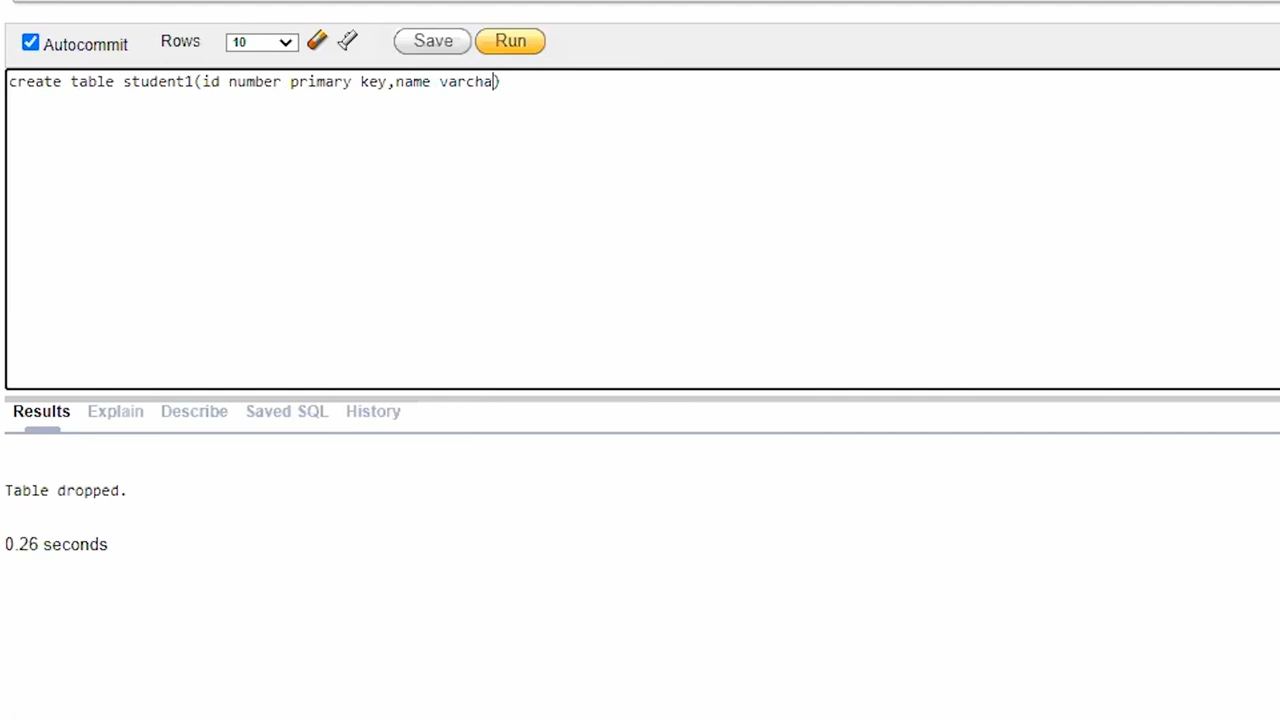 Autocommit Rows 10 Save Run
create table student1(id number primary key,name varcha)
Results Explain Describe Saved SQL History
Table dropped.
0.26 seconds